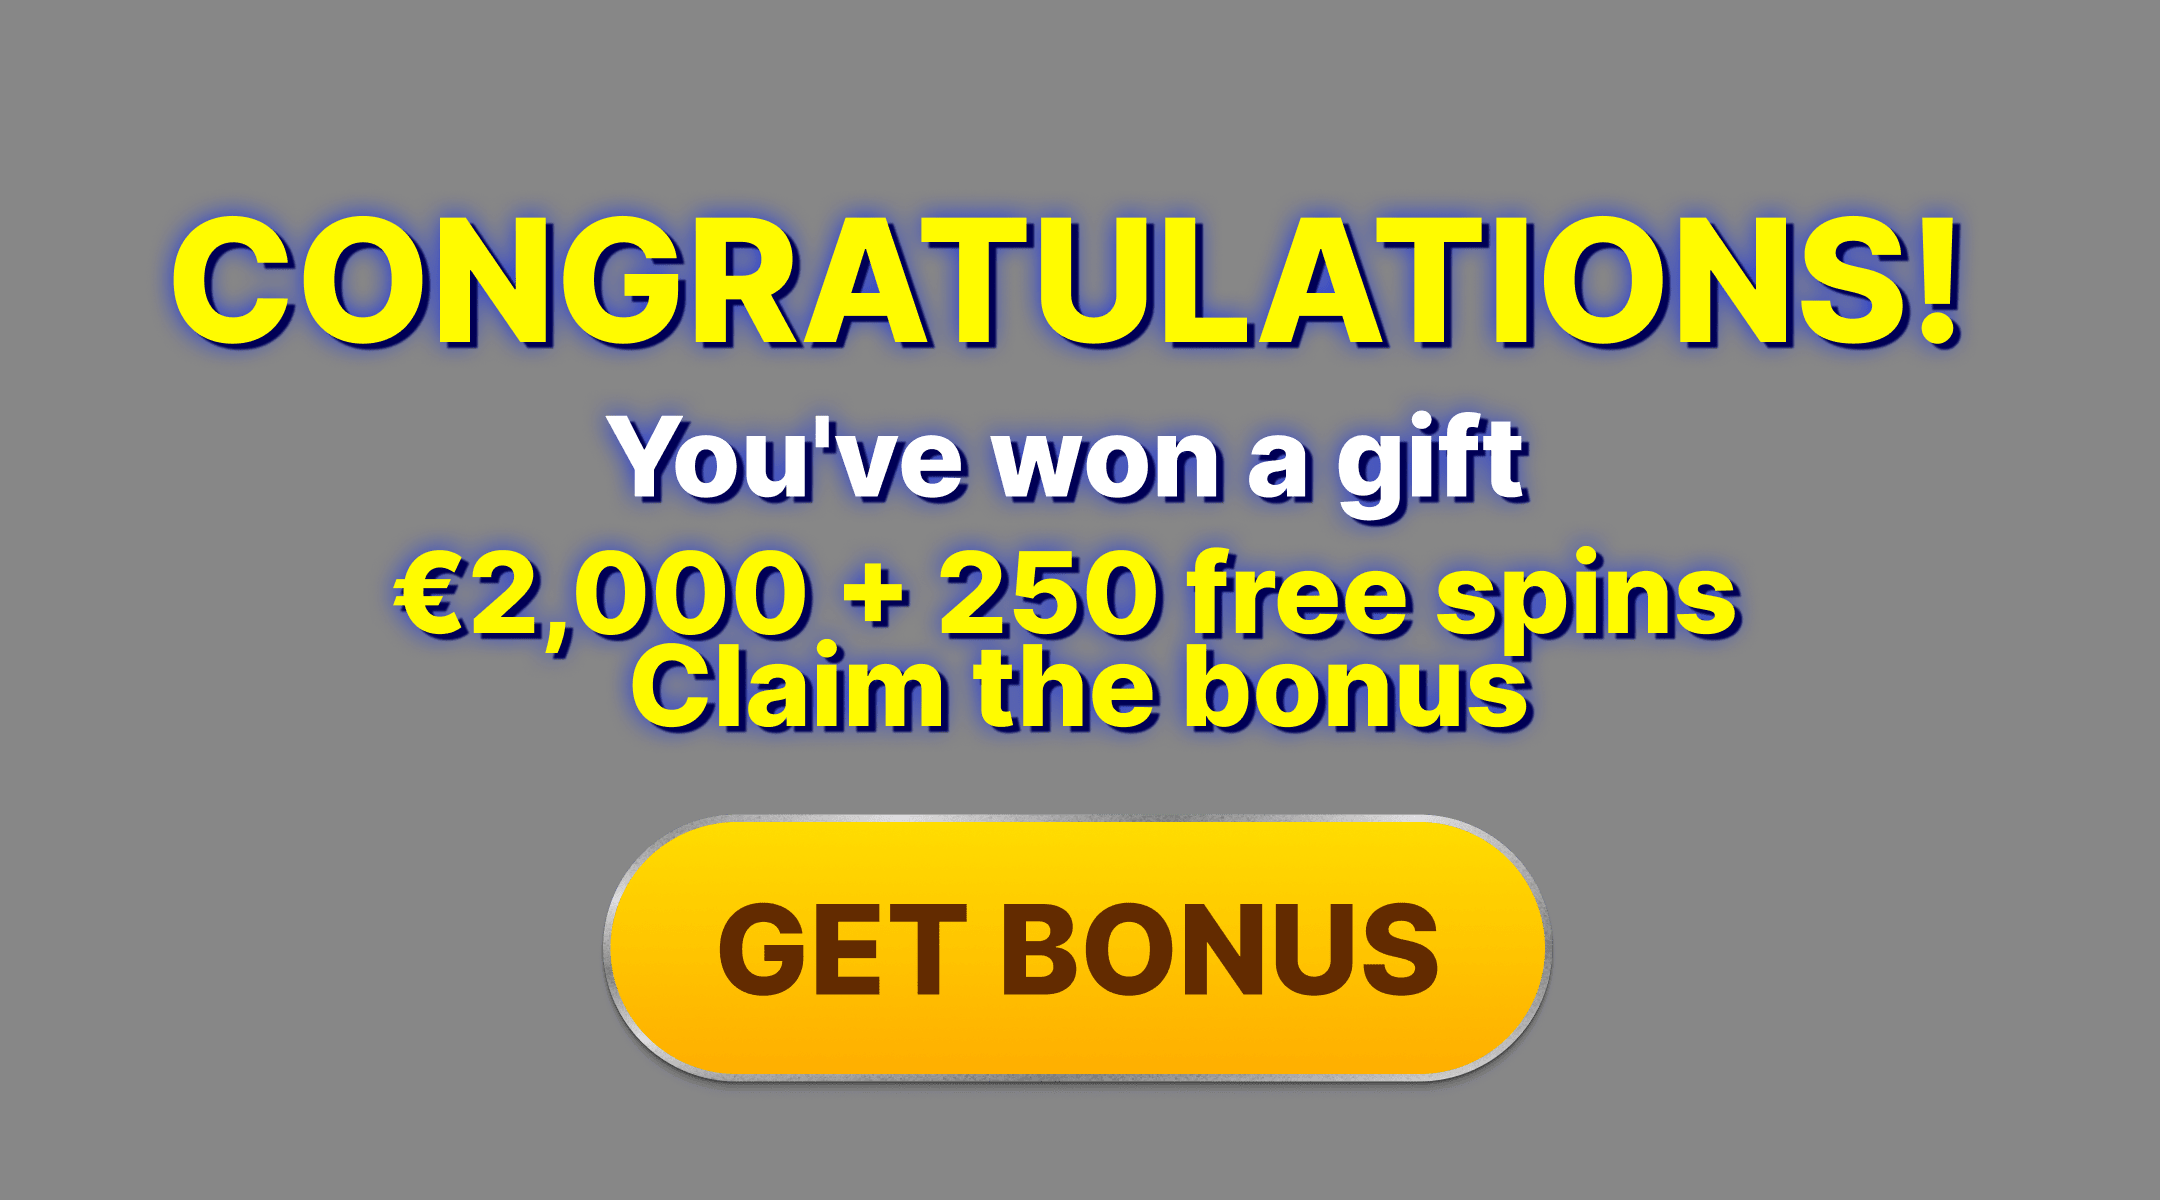 CONGRATULATIONS!
You've won a gift
€2,000 + 250 free spins
Claim the bonus
GET BONUS